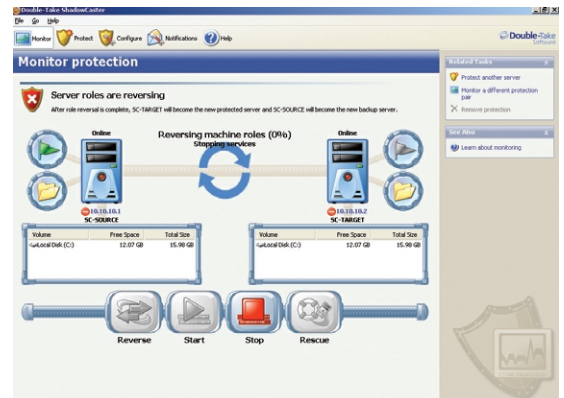 Double-Take ShadowCaster
File Go Help
Monitor Protect Configure Notifications Help
Double-Take
Software
Monitor protection
Server roles are reversing
After role reversal is complete, SC-TARGET will become the new protected server and SC-SOURCE will become the new backup server.
Online
Reversing machine roles (0%)
Stopping services
Online
10.10.10.1
SC-SOURCE
10.10.10.2
SC-TARGET
Volume Free Space Total Size
Local Disk (C:) 12.07 GB 15.98 GB
Volume Free Space Total Size
Local Disk (C:) 12.07 GB 15.98 GB
Reverse Start Stop Rescue
Related Tasks
Protect another server
Monitor a different protection
pair
Remove protection
See Also
Learn about monitoring